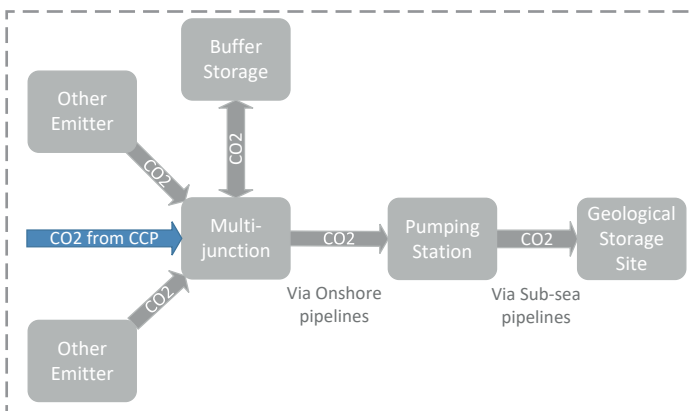 Buffer
Storage
Other
Emitter
CO2
CO2
CO2 from CCP
Multi-
junction
CO2
Pumping
Station
CO2
Geological
Storage
Site
Via Onshore
pipelines
Via Sub-sea
pipelines
CO2
Other
Emitter